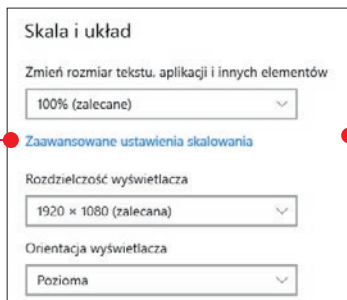 Skala i układ
Zmień rozmiar tekstu, aplikacji i innych elementów
100% (zalecane)
Zaawansowane ustawienia skalowania
Rozdzielczość wyświetlacza
1920 × 1080 (zalecana)
Orientacja wyświetlacza
Pozioma